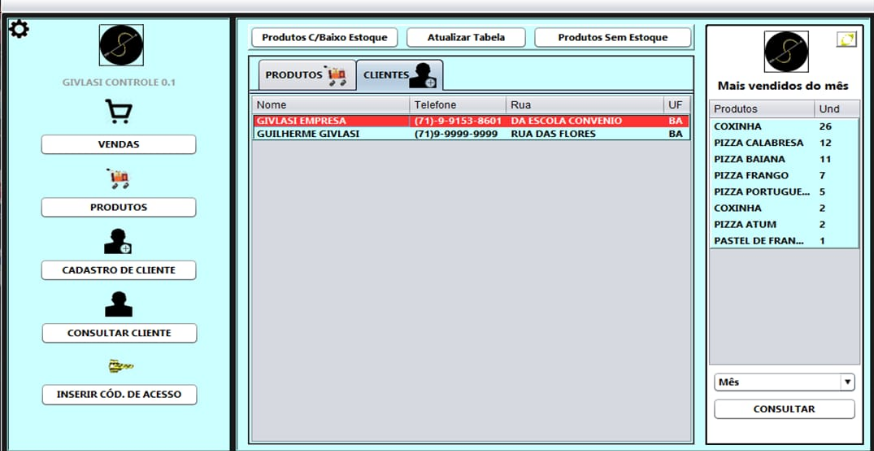 GIVLASI CONTROLE 0.1
VENDAS
PRODUTOS
CADASTRO DE CLIENTE
CONSULTAR CLIENTE
INSERIR CÓD. DE ACESSO
Produtos C/Baixo Estoque Atualizar Tabela Produtos Sem Estoque
PRODUTOS CLIENTES
Nome Telefone Rua UF
GIVLASI EMPRESA (71)-9-9153-8601 DA ESCOLA CONVENIO BA
GUILHERME GIVLASI (71)9-9999-9999 RUA DAS FLORES BA
Mais vendidos do mês
Produtos Und
COXINHA 26
PIZZA CALABRESA 12
PIZZA BAIANA 11
PIZZA FRANGO 7
PIZZA PORTUGUE... 5
COXINHA 2
PIZZA ATUM 2
PASTEL DE FRAN... 1
Mês
CONSULTAR